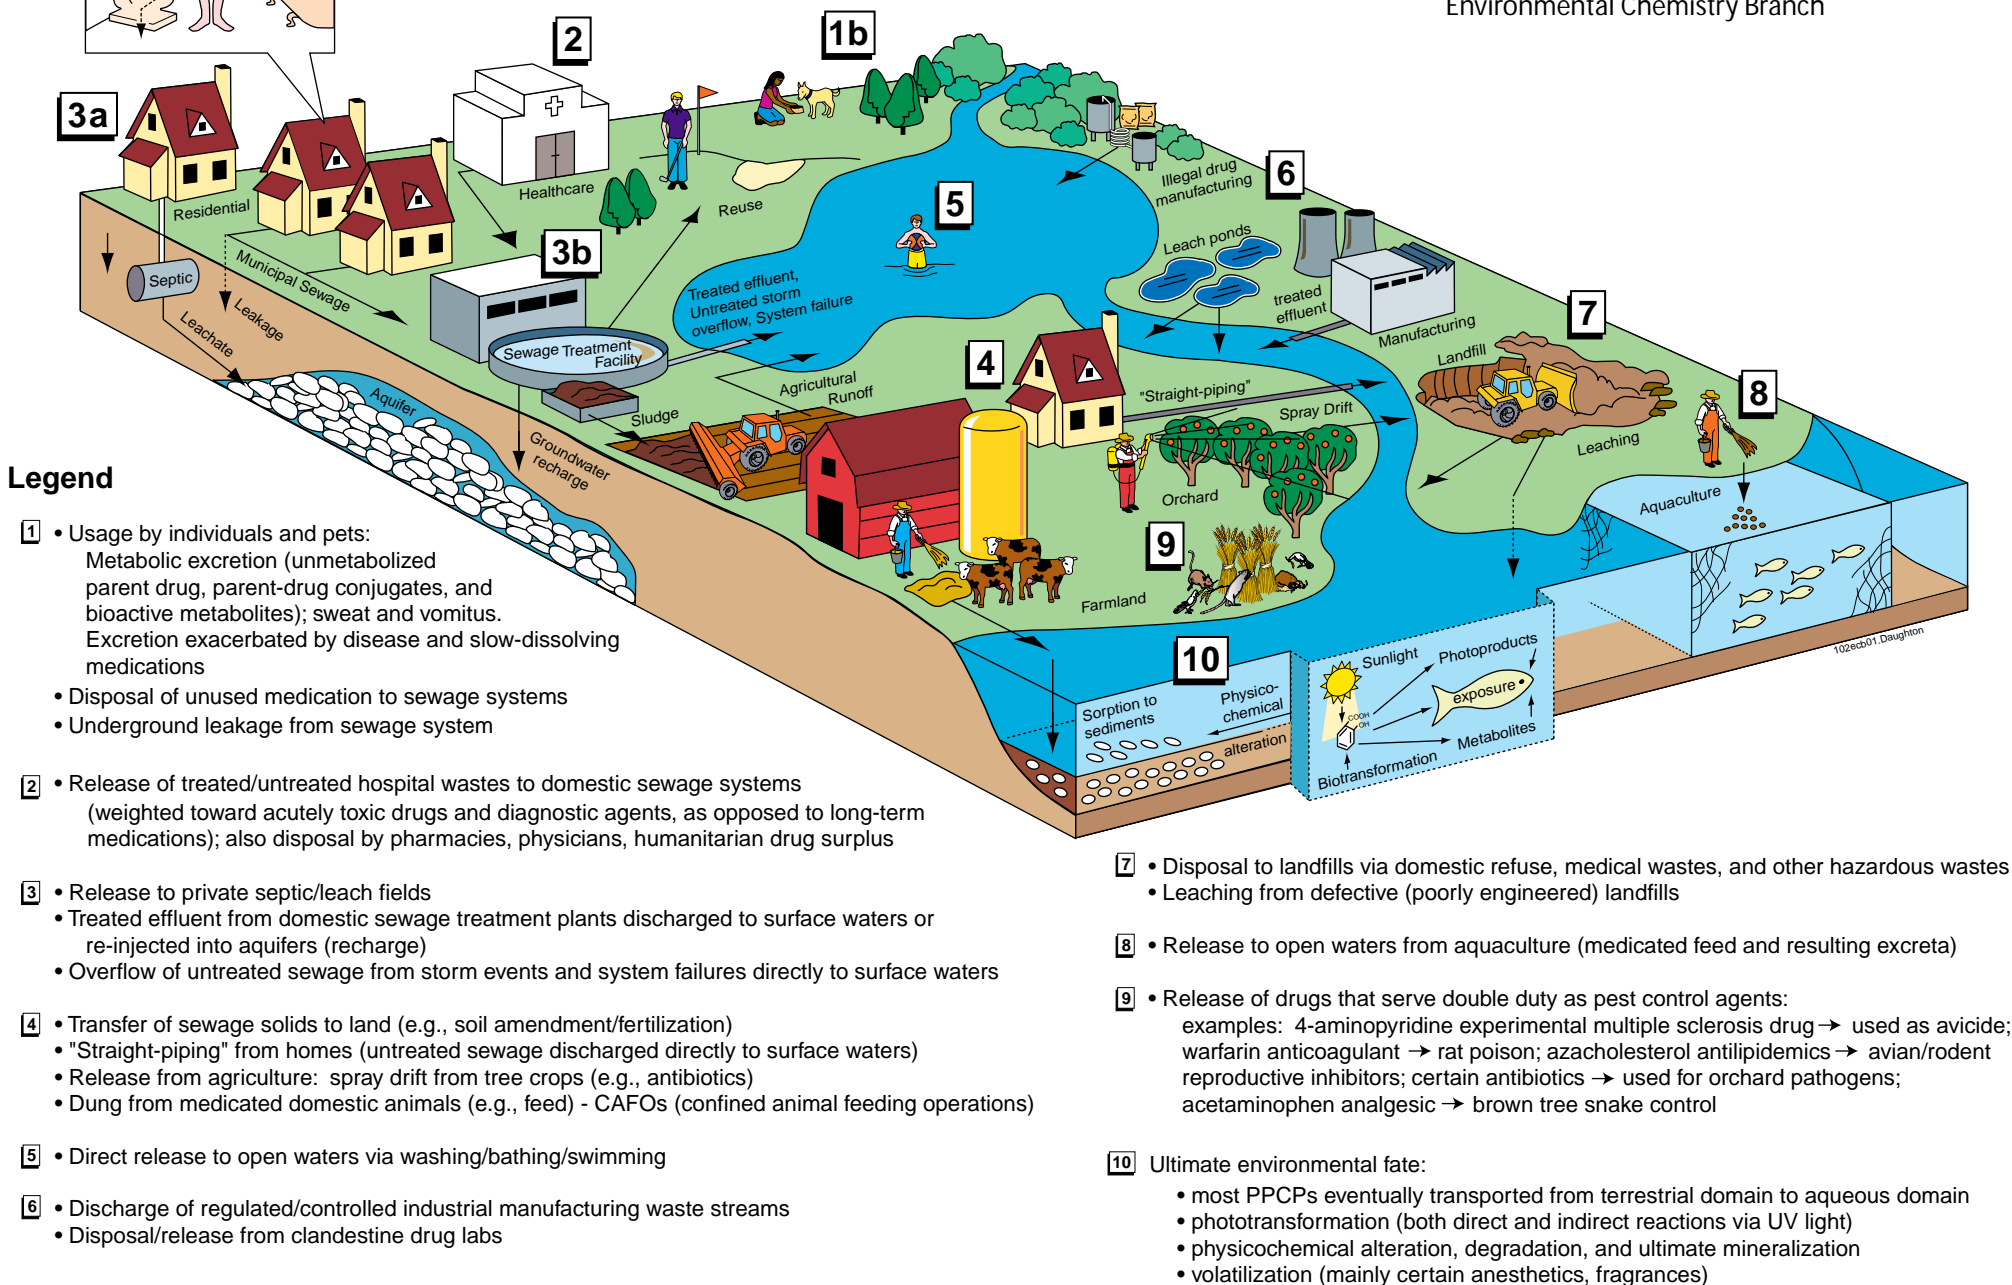 Environmental Chemistry Branch
1b
2
3a
Healthcare
Residential
Reuse
5
Illegal drug
manufacturing
6
3b
Septic
Municipal Sewage
Leakage
Leachate
Treated effluent,
Untreated storm
overflow, System failure
Leach ponds
treated
effluent
Manufacturing
7
Sewage Treatment
Facility
Aquifer
Sludge
Agricultural
Runoff
4
"Straight-piping"
Spray Drift
Landfill
8
Leaching
Groundwater
recharge
Orchard
Aquaculture
9
Farmland
10
Sorption to
sediments
Physico-
chemical
alteration
Sunlight
Photoproducts
exposure
COOH
OH
Metabolites
Biotransformation
102ecb01.Daughton
Legend
1 • Usage by individuals and pets:
Metabolic excretion (unmetabolized
parent drug, parent-drug conjugates, and
bioactive metabolites); sweat and vomitus.
Excretion exacerbated by disease and slow-dissolving
medications
• Disposal of unused medication to sewage systems
• Underground leakage from sewage system
2 • Release of treated/untreated hospital wastes to domestic sewage systems
(weighted toward acutely toxic drugs and diagnostic agents, as opposed to long-term
medications); also disposal by pharmacies, physicians, humanitarian drug surplus
3 • Release to private septic/leach fields
• Treated effluent from domestic sewage treatment plants discharged to surface waters or
re-injected into aquifers (recharge)
• Overflow of untreated sewage from storm events and system failures directly to surface waters
4 • Transfer of sewage solids to land (e.g., soil amendment/fertilization)
• "Straight-piping" from homes (untreated sewage discharged directly to surface waters)
• Release from agriculture: spray drift from tree crops (e.g., antibiotics)
• Dung from medicated domestic animals (e.g., feed) - CAFOs (confined animal feeding operations)
5 • Direct release to open waters via washing/bathing/swimming
6 • Discharge of regulated/controlled industrial manufacturing waste streams
• Disposal/release from clandestine drug labs
7 • Disposal to landfills via domestic refuse, medical wastes, and other hazardous wastes
• Leaching from defective (poorly engineered) landfills
8 • Release to open waters from aquaculture (medicated feed and resulting excreta)
9 • Release of drugs that serve double duty as pest control agents:
examples: 4-aminopyridine experimental multiple sclerosis drug → used as avicide;
warfarin anticoagulant → rat poison; azacholesterol antilipidemics → avian/rodent
reproductive inhibitors; certain antibiotics → used for orchard pathogens;
acetaminophen analgesic → brown tree snake control
10 Ultimate environmental fate:
• most PPCPs eventually transported from terrestrial domain to aqueous domain
• phototransformation (both direct and indirect reactions via UV light)
• physicochemical alteration, degradation, and ultimate mineralization
• volatilization (mainly certain anesthetics, fragrances)